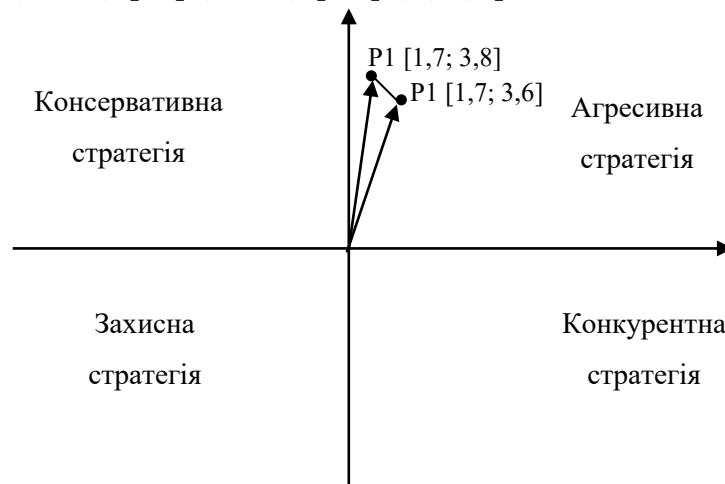 P1 [1,7; 3,8]
P1 [1,7; 3,6]
Консервативна
стратегія
Агресивна
стратегія
Захисна
стратегія
Конкурентна
стратегія